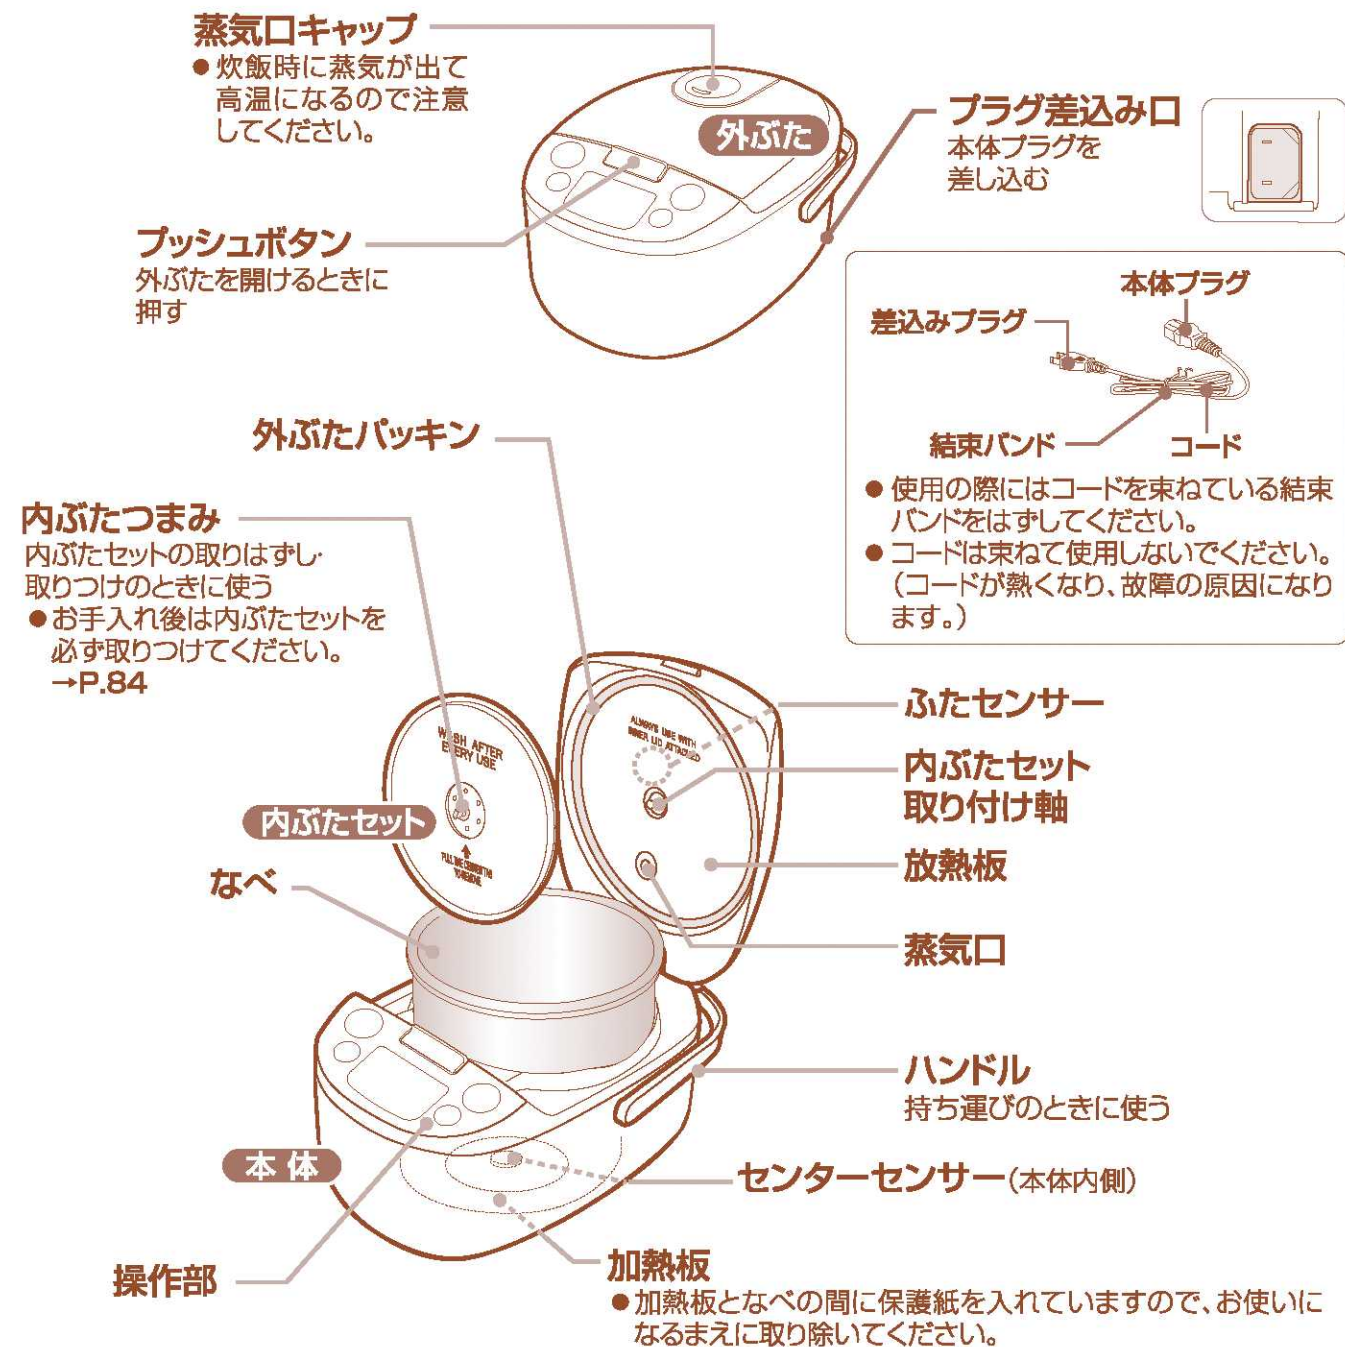 蒸気口キャップ
●炊飯時に蒸気が出て
高温になるので注意
してください。
外ぶた
プラグ差込み口
本体プラグを
差し込む
プッシュボタン
外ぶたを開けるときに
押す
本体プラグ
差込みプラグ
結束バンド
コード
●使用の際にはコードを束ねている結束
バンドをはずしてください。
●コードは束ねて使用しないでください。
(コードが熱くなり、故障の原因になり
ます。)
外ぶたパッキン
内ぶたつまみ
内ぶたセットの取りはずし・
取りつけのときに使う
●お手入れ後は内ぶたセットを
必ず取りつけてください。
→P.84
ALWAYS USE WITH
INNER LID ATTACHED
WASH AFTER
EVERY USE
内ぶたセット
ふたセンサー
内ぶたセット
取り付け軸
放熱板
蒸気口
なべ
ハンドル
持ち運びのときに使う
本体
センターセンサー(本体内側)
操作部
加熱板
●加熱板となべの間に保護紙を入れていますので、お使いに
なるまえに取り除いてください。